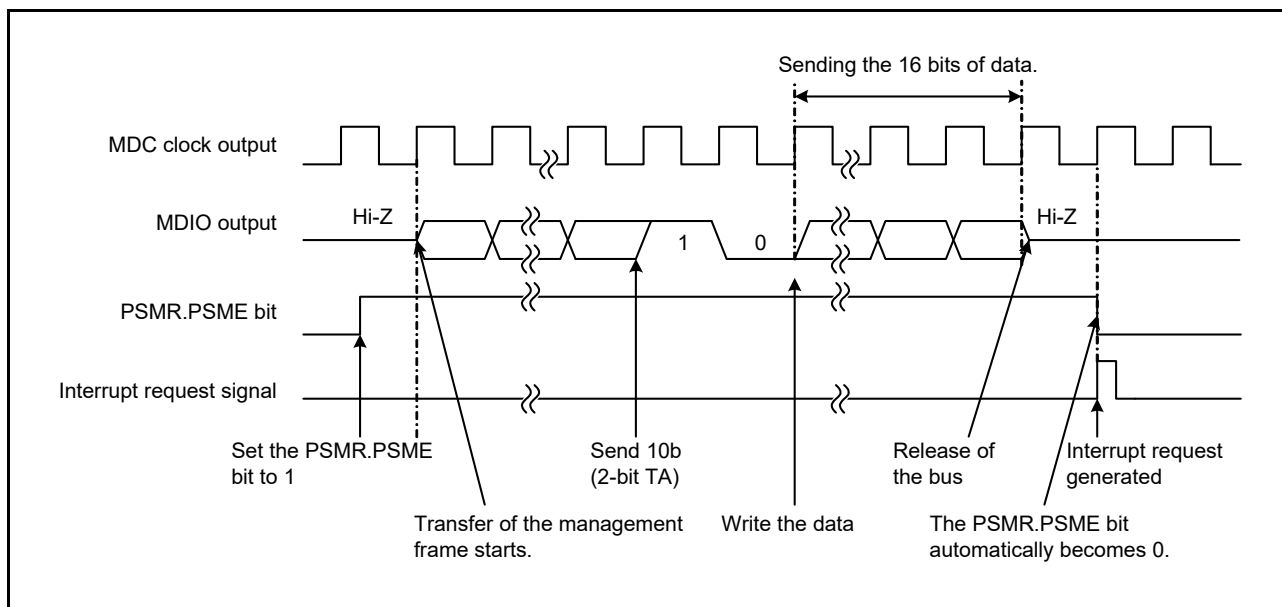 Sending the 16 bits of data.
MDC clock output
MDIO output
Hi-Z
1
0
Hi-Z
PSMR.PSME bit
Interrupt request signal
Set the PSMR.PSME
bit to 1
Send 10b
(2-bit TA)
Release of
the bus
Interrupt request
generated
Transfer of the management
frame starts.
Write the data
The PSMR.PSME bit
automatically becomes 0.